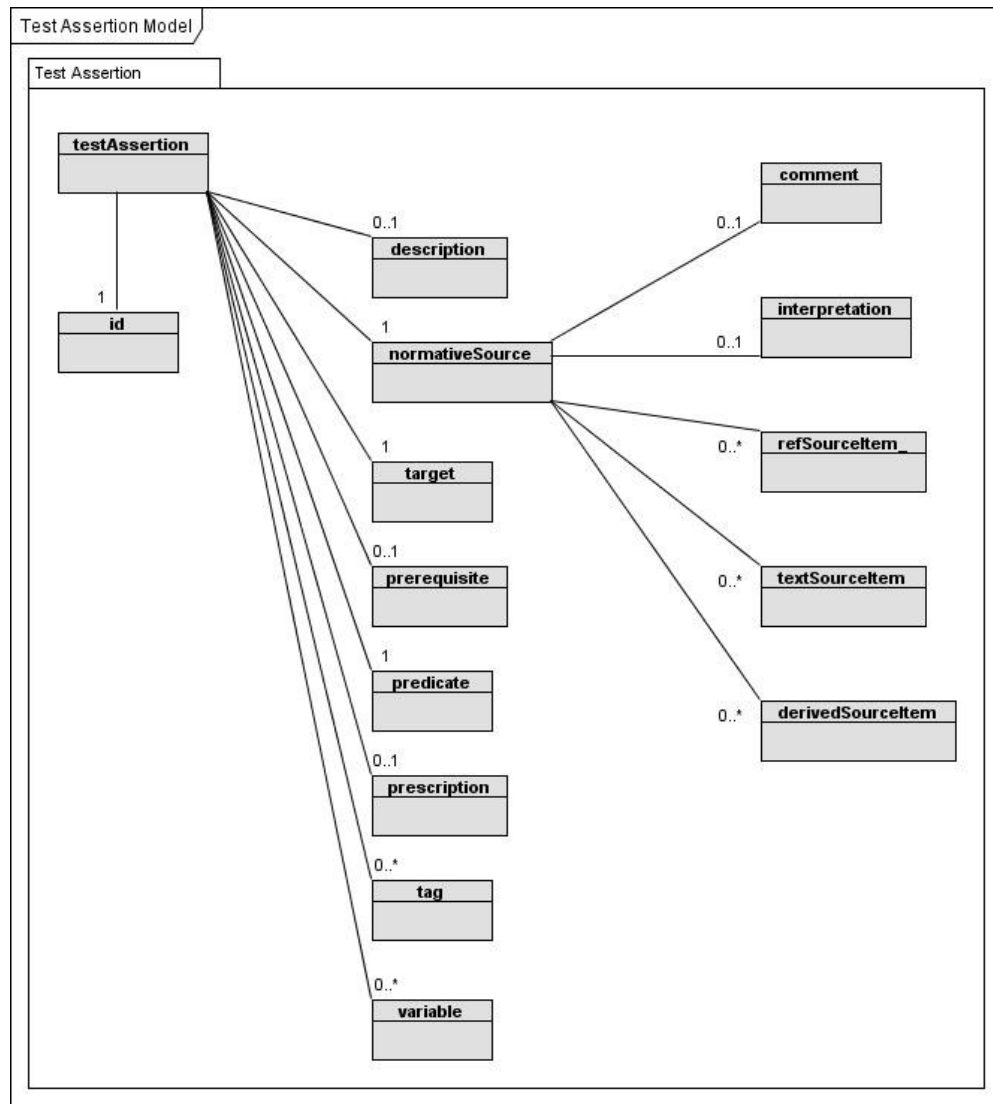 Test Assertion Model
Test Assertion
testAssertion
1
id
0..1
description
1
normativeSource
1
target
0..1
prerequisite
1
predicate
0..1
prescription
0..*
tag
0..*
variable
comment
0..1
interpretation
0..1
refSourceItem_
0..*
textSourceItem
0..*
derivedSourceItem
0..*